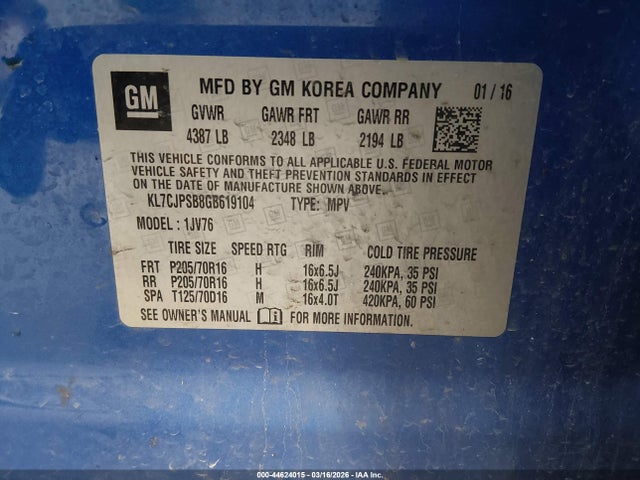 GM
MFD BY GM KOREA COMPANY 01 / 16
GVWR GAWR FRT GAWR RR
4387 LB 2348 LB 2194 LB
THIS VEHICLE CONFORMS TO ALL APPLICABLE U.S. FEDERAL MOTOR
VEHICLE SAFETY AND THEFT PREVENTION STANDARDS IN EFFECT
ON THE DATE OF MANUFACTURE SHOWN ABOVE.
KL7CJPSB8GB619104 TYPE: MPV
MODEL : 1JV76
TIRE SIZE SPEED RTG RIM COLD TIRE PRESSURE
FRT P205/70R16 H 16x6.5J 240KPA, 35 PSI
RR P205/70R16 H 16x6.5J 240KPA, 35 PSI
SPA T125/70D16 M 16x4.0T 420KPA, 60 PSI
SEE OWNER'S MANUAL FOR MORE INFORMATION.
000-44624015 - 03/16/2026 - IAA Inc.